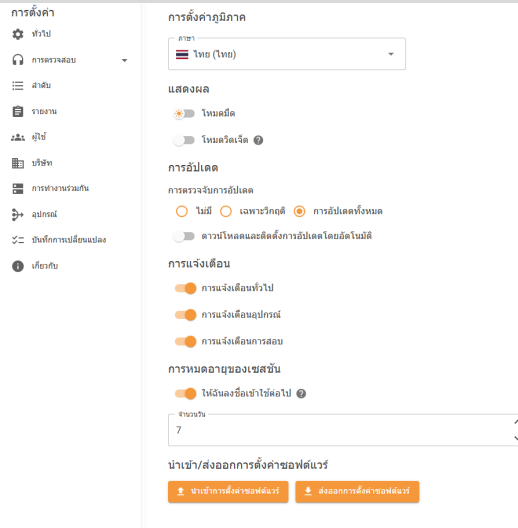 การตั้งค่า
ทั่วไป
การตรวจสอบ
ลำดับ
รายงาน
ผู้ใช้
บริษัท
การทำงานร่วมกัน
อุปกรณ์
บันทึกการเปลี่ยนแปลง
เกี่ยวกับ
การตั้งค่าภูมิภาค
ภาษา
ไทย (ไทย)
แสดงผล
โหมดมืด
โหมดวิดเจ็ต
การอัปเดต
การตรวจจับการอัปเดต
ไม่มี
เฉพาะวิกฤติ
การอัปเดตทั้งหมด
ดาวน์โหลดและติดตั้งการอัปเดตโดยอัตโนมัติ
การแจ้งเตือน
การแจ้งเตือนทั่วไป
การแจ้งเตือนอุปกรณ์
การแจ้งเตือนการสอบ
การหมดอายุของเซสชัน
ให้ฉันลงชื่อเข้าใช้ต่อไป
จำนวนวัน
7
นำเข้า/ส่งออกการตั้งค่าซอฟต์แวร์
นำเข้าการตั้งค่าซอฟต์แวร์
ส่งออกการตั้งค่าซอฟต์แวร์